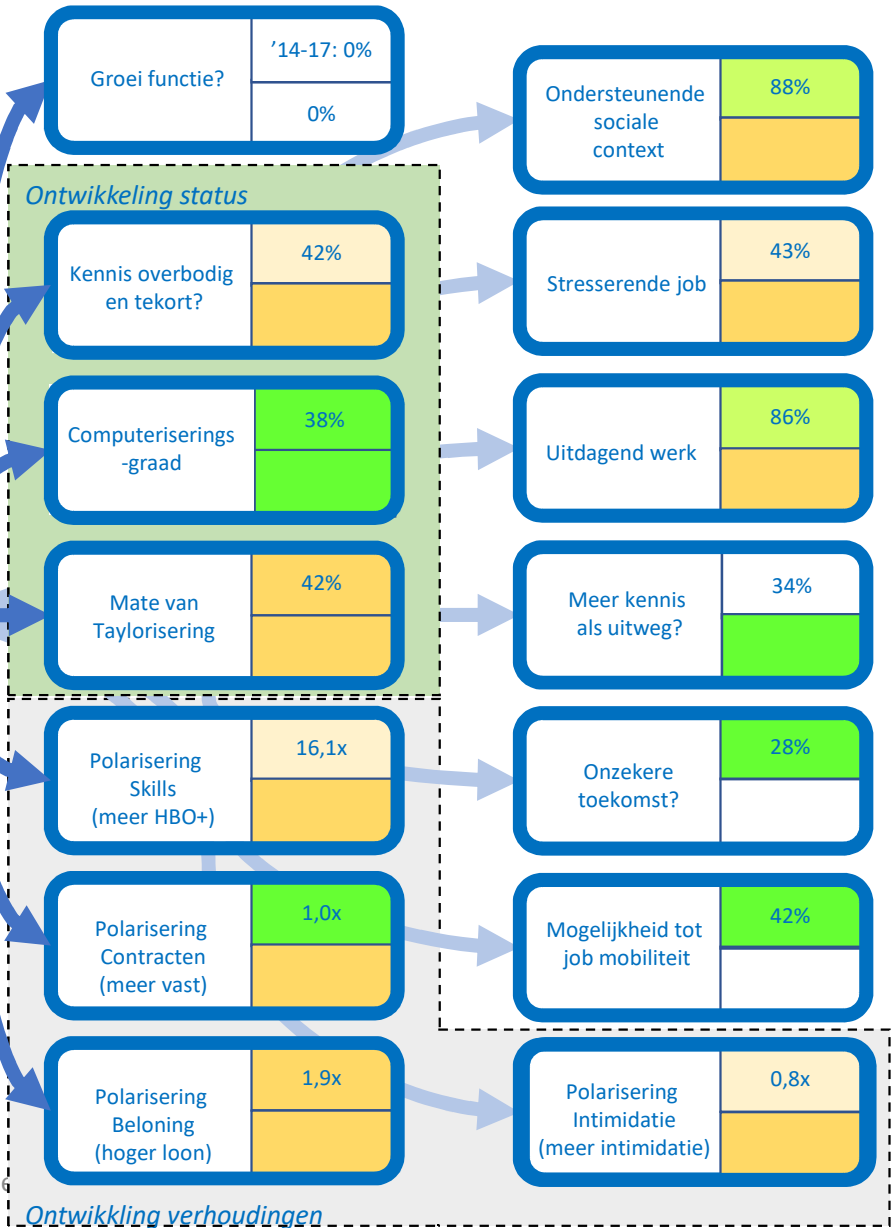 Groei functie?
’14-17: 0%
0%
Ontwikkeling status
Kennis overbodig
en tekort?
42%
Computeriserings
-graad
38%
Mate van
Taylorisering
42%
Polarisering
Skills
(meer HBO+)
16,1x
Polarisering
Contracten
(meer vast)
1,0x
Polarisering
Beloning
(hoger loon)
1,9x
Ontwikkling verhoudingen
Ondersteunende
sociale
context
88%
Stresserende job
43%
Uitdagend werk
86%
Meer kennis
als uitweg?
34%
Onzekere
toekomst?
28%
Mogelijkheid tot
job mobiliteit
42%
Polarisering
Intimidatie
(meer intimidatie)
0,8x